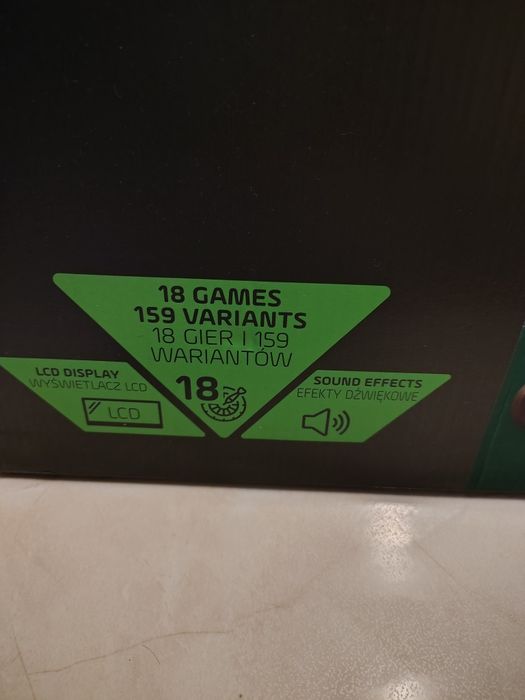 18 GAMES
159 VARIANTS
18 GIER I 159
WARIANTÓW
18
LCD DISPLAY
WYŚWIETLACZ LCD
LCD
SOUND EFFECTS
EFEKTY DŹWIĘKOWE